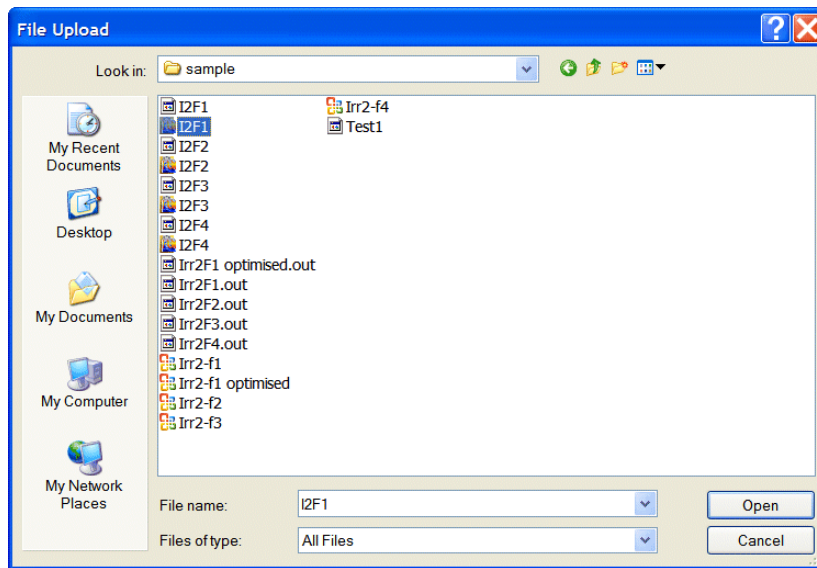 File Upload
Look in:
sample
My Recent
Documents
Desktop
My Documents
My Computer
My Network
Places
I2F1
I2F1
I2F2
I2F2
I2F3
I2F3
I2F4
I2F4
Irr2F1 optimised.out
Irr2F1.out
Irr2F2.out
Irr2F3.out
Irr2F4.out
Irr2-f1
Irr2-f1 optimised
Irr2-f2
Irr2-f3
Irr2-f4
Test1
File name:
I2F1
Open
Files of type:
All Files
Cancel